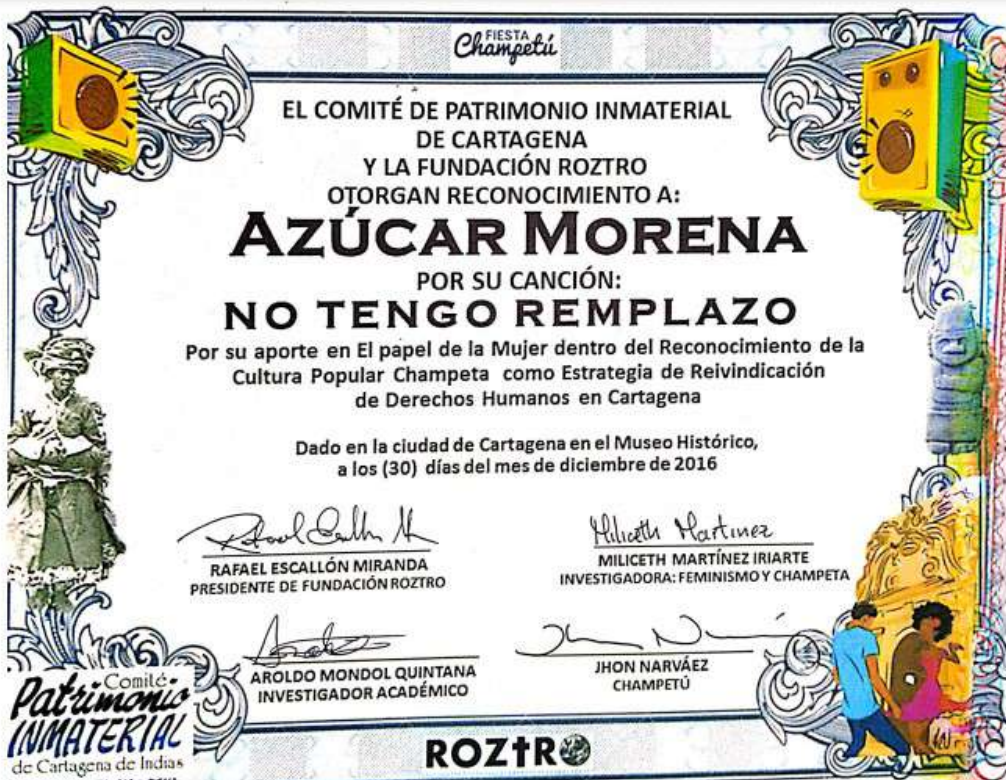 FIESTA
Champetú
EL COMITÉ DE PATRIMONIO INMATERIAL
DE CARTAGENA
Y LA FUNDACIÓN ROZTRO
OTORGAN RECONOCIMIENTO A:
AZÚCAR MORENA
POR SU CANCIÓN:
NO TENGO REMPLAZO
Por su aporte en El papel de la Mujer dentro del Reconocimiento de la
Cultura Popular Champeta como Estrategia de Reivindicación
de Derechos Humanos en Cartagena
Dado en la ciudad de Cartagena en el Museo Histórico,
a los (30) días del mes de diciembre de 2016
Miliceth Martinez
RAFAEL ESCALLÓN MIRANDA
PRESIDENTE DE FUNDACIÓN ROZTRO
MILICETH MARTÍNEZ IRIARTE
INVESTIGADORA: FEMINISMO Y CHAMPETA
AROLDO MONDOL QUINTANA
INVESTIGADOR ACADÉMICO
JHON NARVÁEZ
CHAMPETÚ
Comité
Patrimonio
INMATERIAL
de Cartagena de Indias
ROZTRO